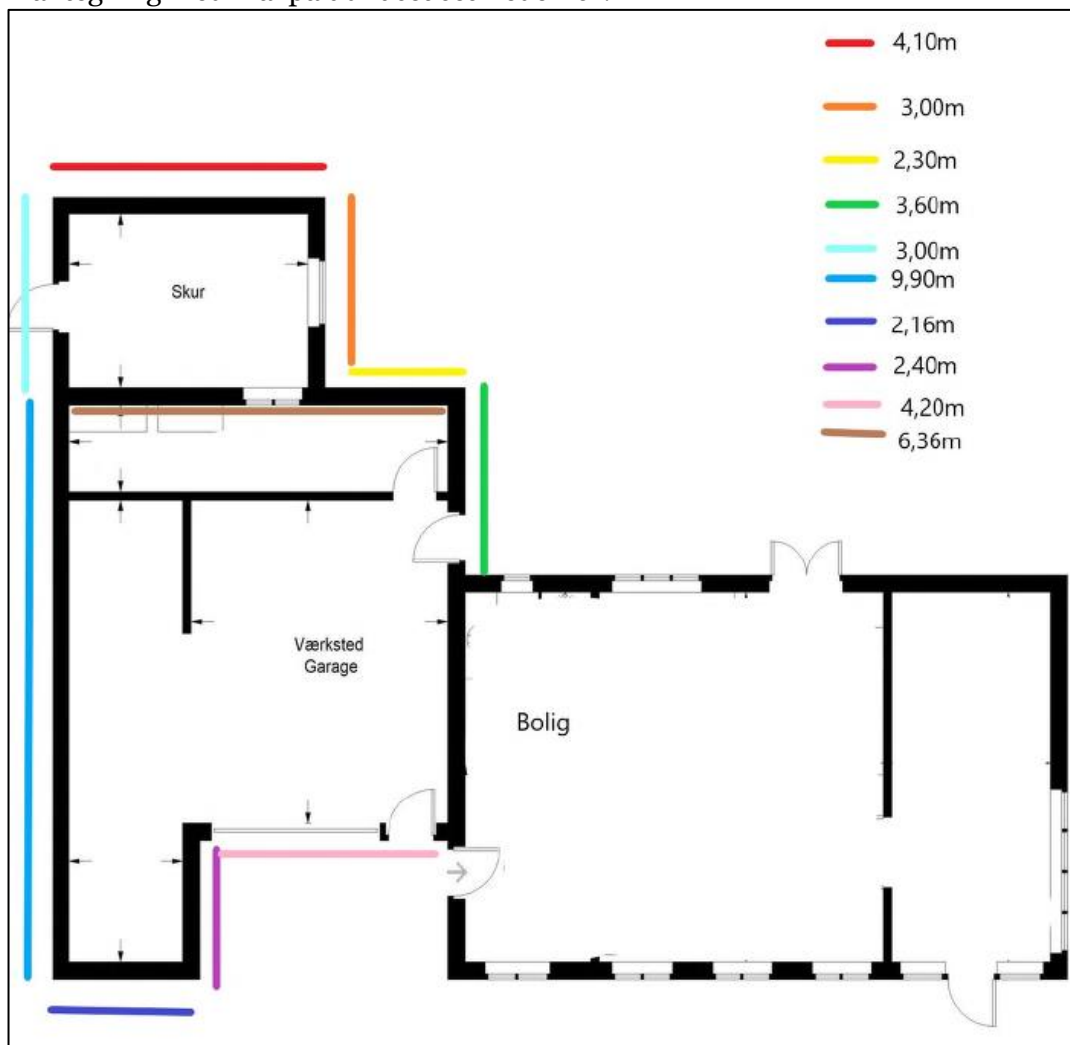 4,10m
3,00m
2,30m
3,60m
3,00m
9,90m
2,16m
2,40m
4,20m
6,36m
Skur
Værksted
Garage
Bolig